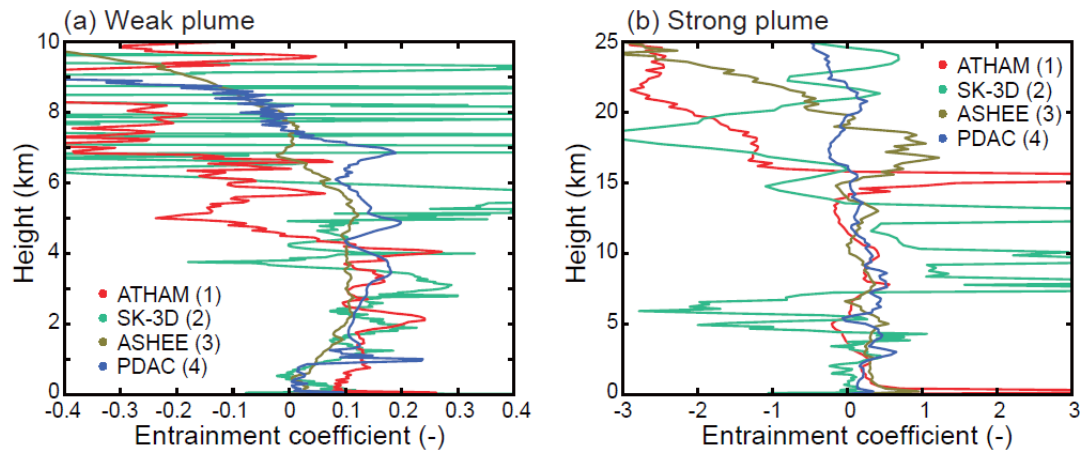 (a) Weak plume
Height (km)
10
8
6
4
2
0
ATHAM (1)
SK-3D (2)
ASHEE (3)
PDAC (4)
-0.4 -0.3 -0.2 -0.1 0 0.1 0.2 0.3 0.4
Entrainment coefficient (-)
(b) Strong plume
Height (km)
25
20
15
10
5
0
ATHAM (1)
SK-3D (2)
ASHEE (3)
PDAC (4)
-3 -2 -1 0 1 2 3
Entrainment coefficient (-)